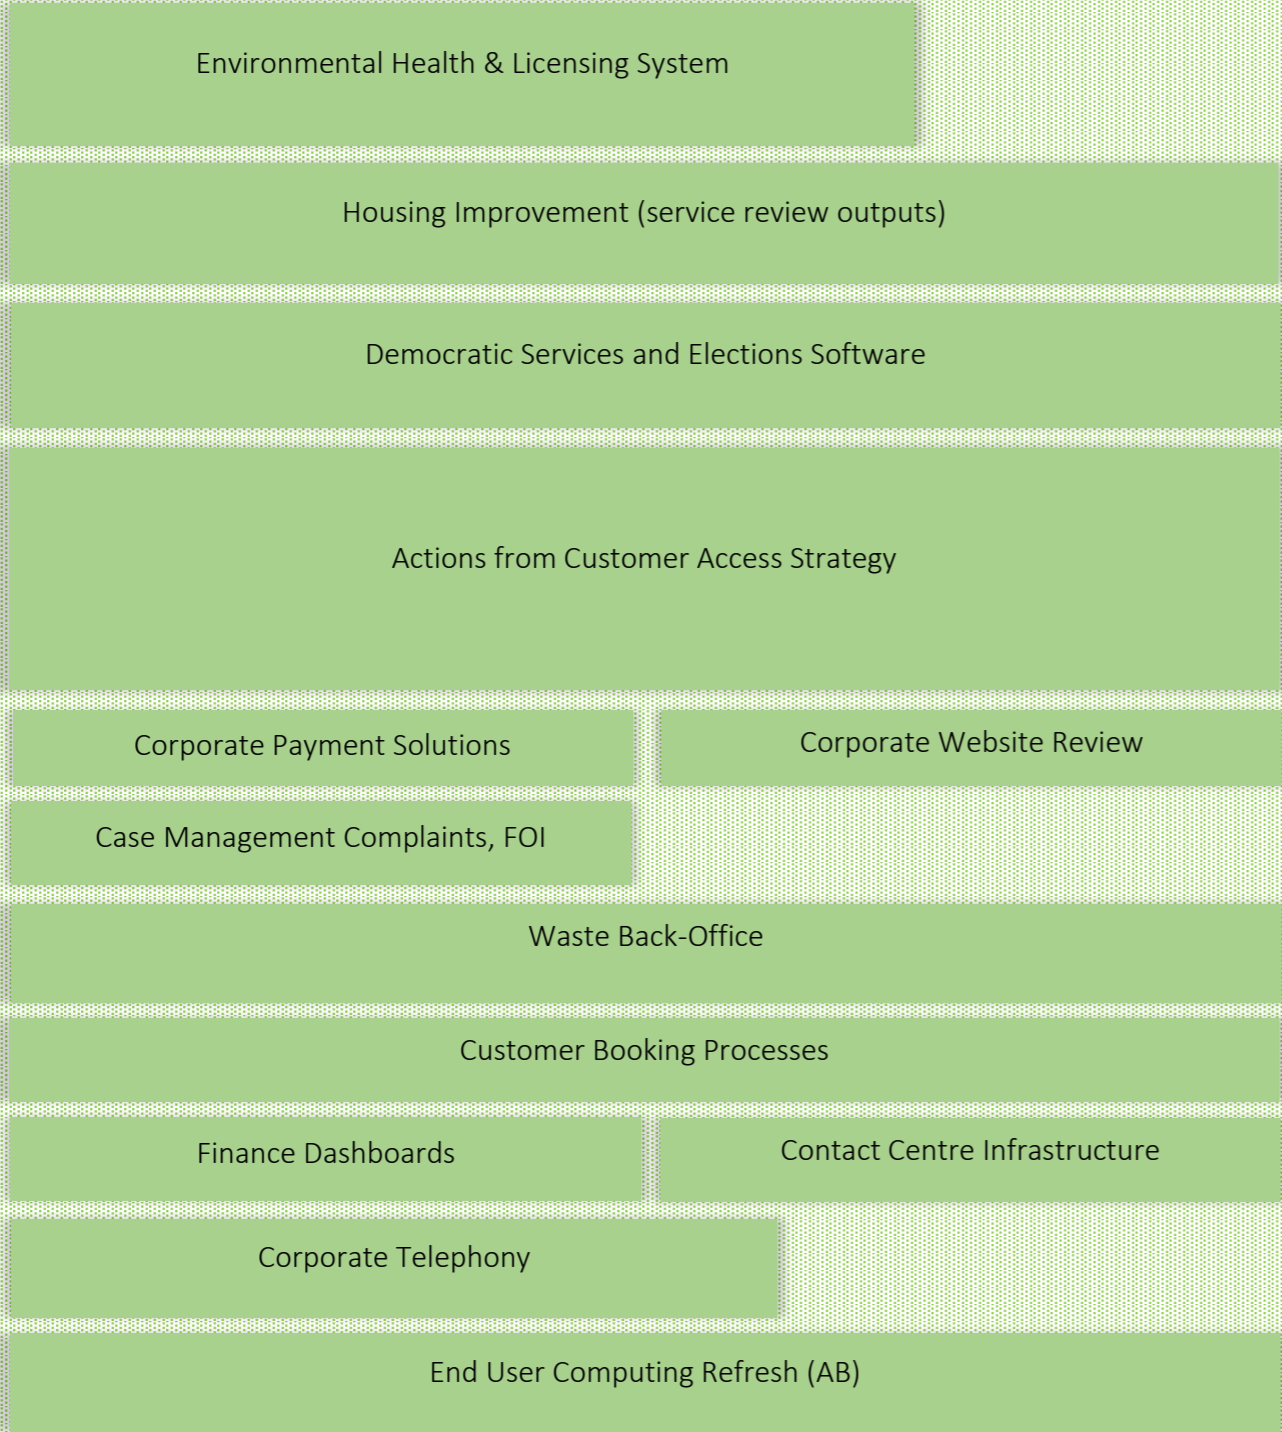 Environmental Health & Licensing System
Housing Improvement (service review outputs)
Democratic Services and Elections Software
Actions from Customer Access Strategy
Corporate Payment Solutions
Corporate Website Review
Case Management Complaints, FOI
Waste Back-Office
Customer Booking Processes
Finance Dashboards
Contact Centre Infrastructure
Corporate Telephony
End User Computing Refresh (AB)